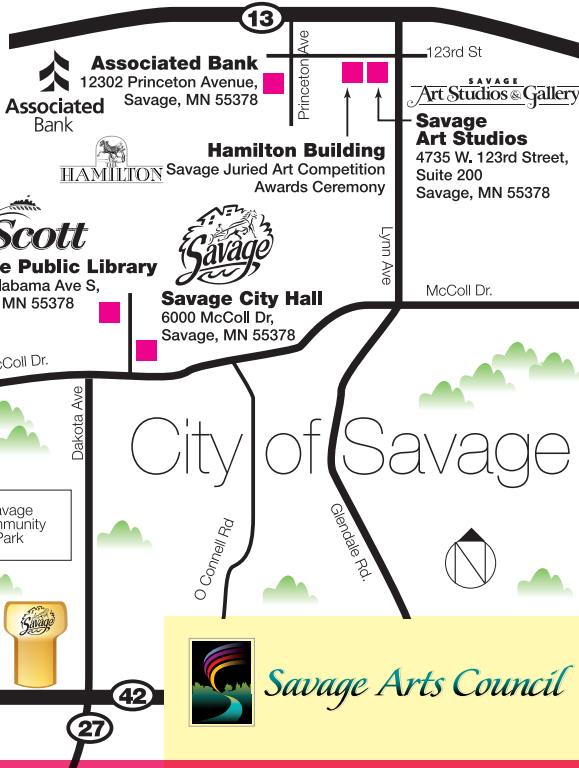 13
Princeton Ave
123rd St
Associated Bank
12302 Princeton Avenue,
Savage, MN 55378
Associated
Bank
SAVAGE
Art Studios & Gallery
Savage
Art Studios
4735 W. 123rd Street,
Suite 200
Savage, MN 55378
HAMILTON
Hamilton Building
Savage Juried Art Competition
Awards Ceremony
Scott
e Public Library
labama Ave S,
MN 55378
Savage
Savage City Hall
6000 McColl Dr,
Savage, MN 55378
Lynn Ave
McColl Dr.
cColl Dr.
Dakota Ave
City of Savage
avage
mmunity
Park
O Connell Rd
Glendale Rd.
N
Savage
42
27
Savage Arts Council